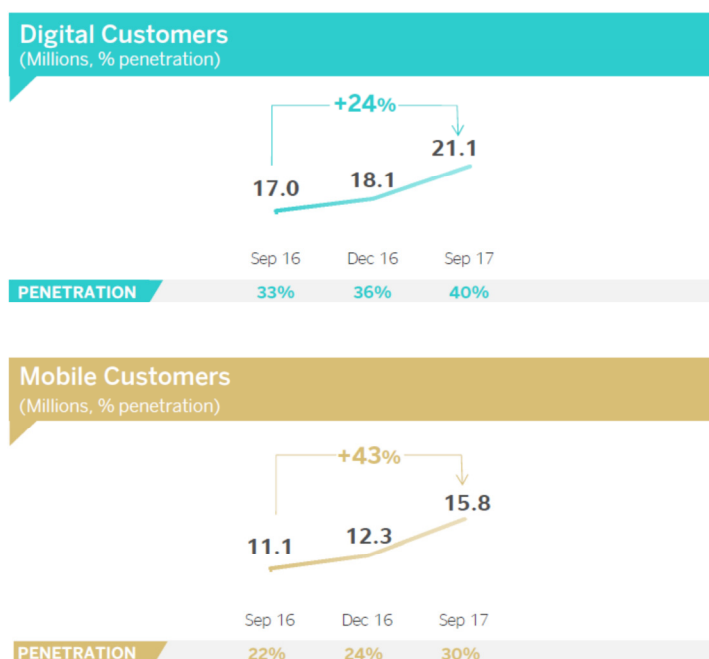 Digital Customers
(Millions, % penetration)
+24%
21.1
18.1
17.0
Sep 16 Dec 16 Sep 17
PENETRATION 33% 36% 40%
Mobile Customers
(Millions, % penetration)
+43%
15.8
12.3
11.1
Sep 16 Dec 16 Sep 17
PENETRATION 22% 24% 30%